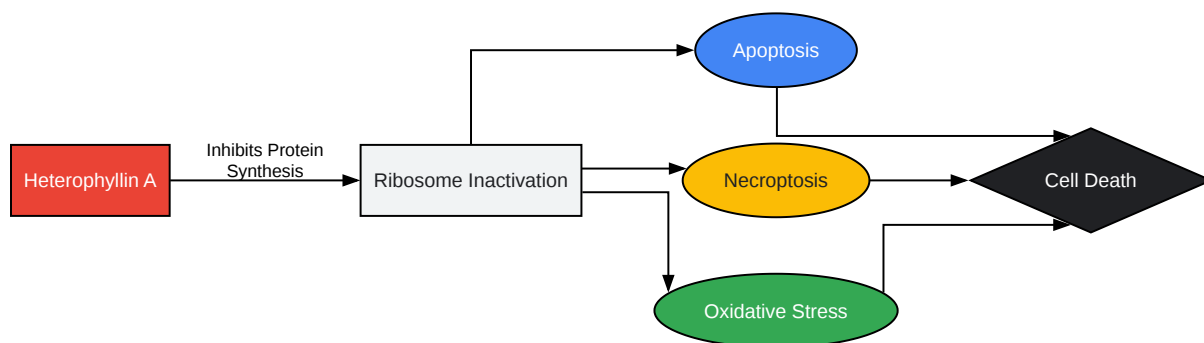 Apoptosis
Inhibits Protein
Synthesis
Heterophyllin A
Ribosome Inactivation
Necroptosis
Cell Death
Oxidative Stress